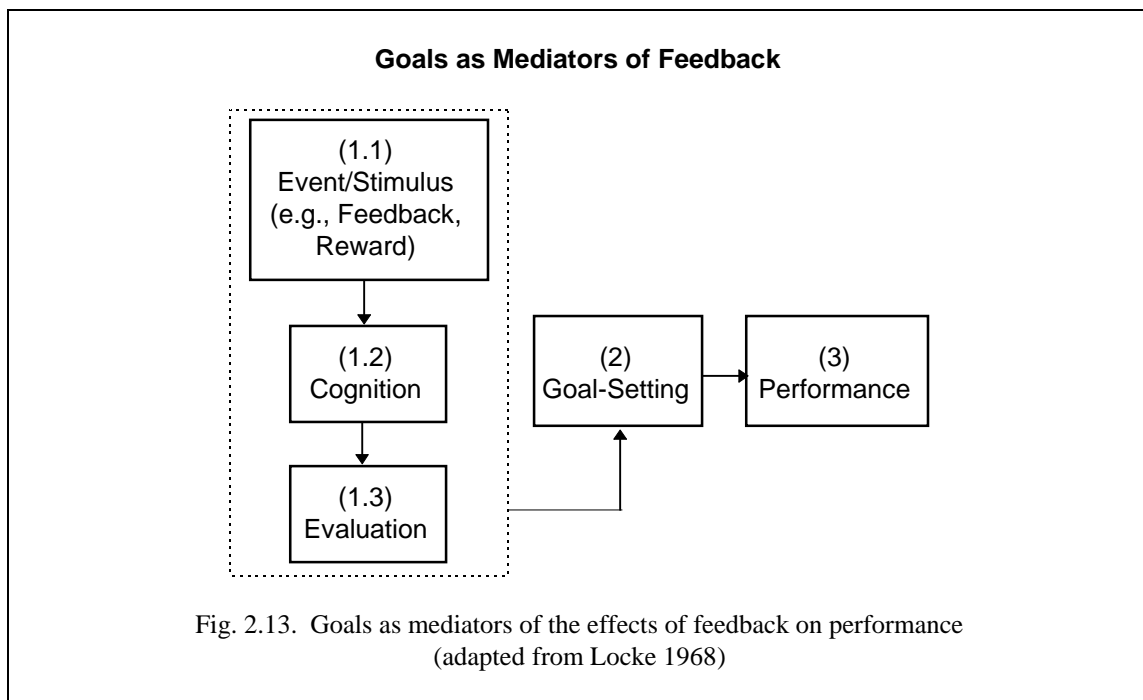 Goals as Mediators of Feedback
(1.1)
Event/Stimulus
(e.g., Feedback,
Reward)
(1.2)
Cognition
(1.3)
Evaluation
(2)
Goal-Setting
(3)
Performance
Fig. 2.13.  Goals as mediators of the effects of feedback on performance
(adapted from Locke 1968)